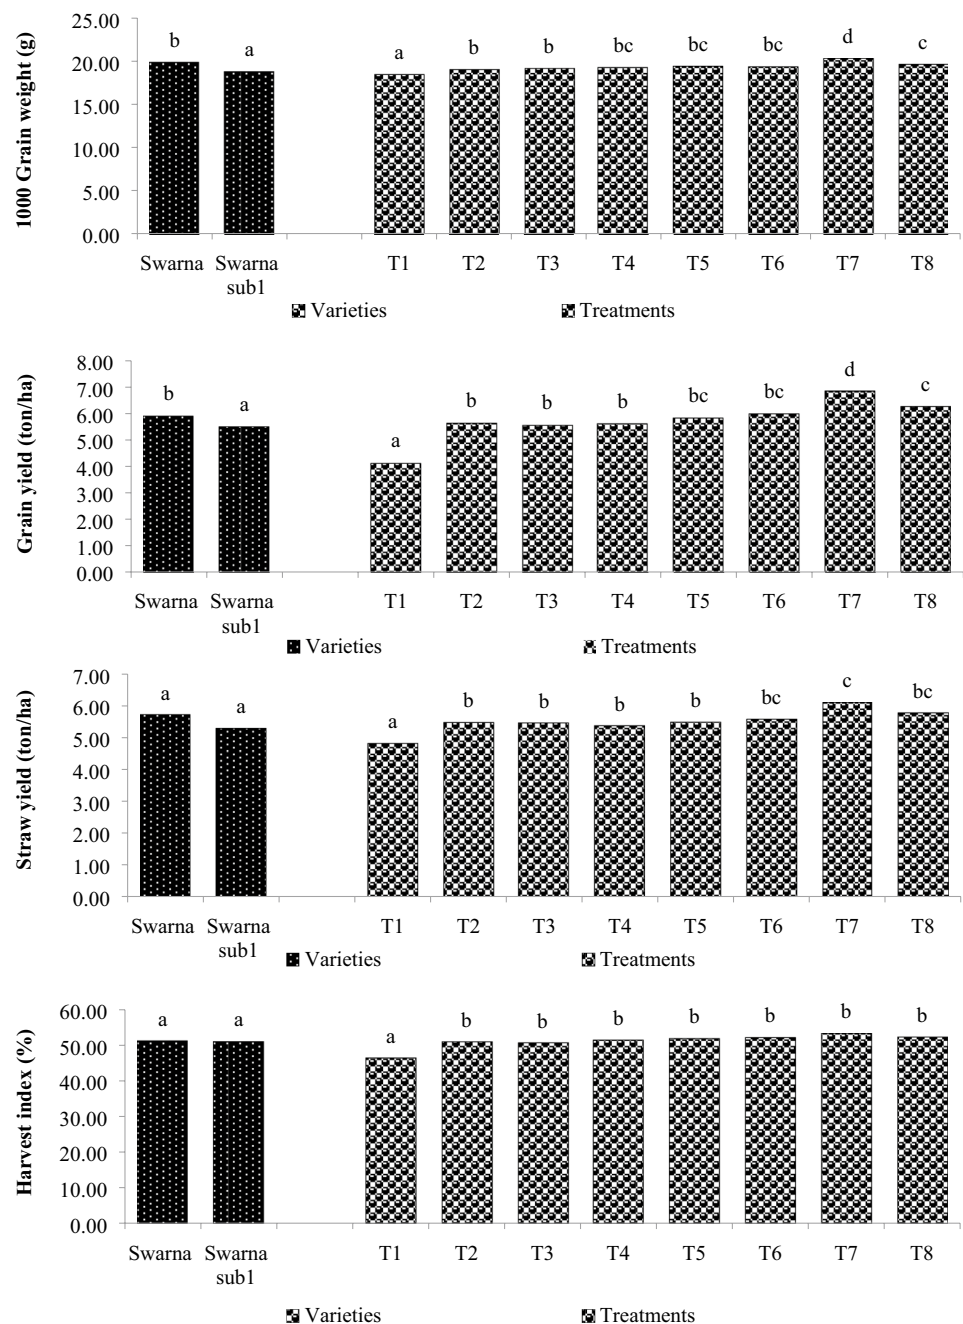 1000 Grain weight (g)
25.00
20.00
15.00
10.00
5.00
0.00
b a a b b bc bc bc d c
Swarna Swarna sub1 T1 T2 T3 T4 T5 T6 T7 T8
Varieties Treatments
Grain yield (ton/ha)
8.00
7.00
6.00
5.00
4.00
3.00
2.00
1.00
0.00
b a a b b b bc bc d c
Swarna Swarna sub1 T1 T2 T3 T4 T5 T6 T7 T8
Varieties Treatments
Straw yield (ton/ha)
7.00
6.00
5.00
4.00
3.00
2.00
1.00
0.00
a a a b b b b bc c bc
Swarna Swarna sub1 T1 T2 T3 T4 T5 T6 T7 T8
Varieties Treatments
Harvest index (%)
60.00
50.00
40.00
30.00
20.00
10.00
0.00
a a a b b b b b b b
Swarna Swarna sub1 T1 T2 T3 T4 T5 T6 T7 T8
Varieties Treatments